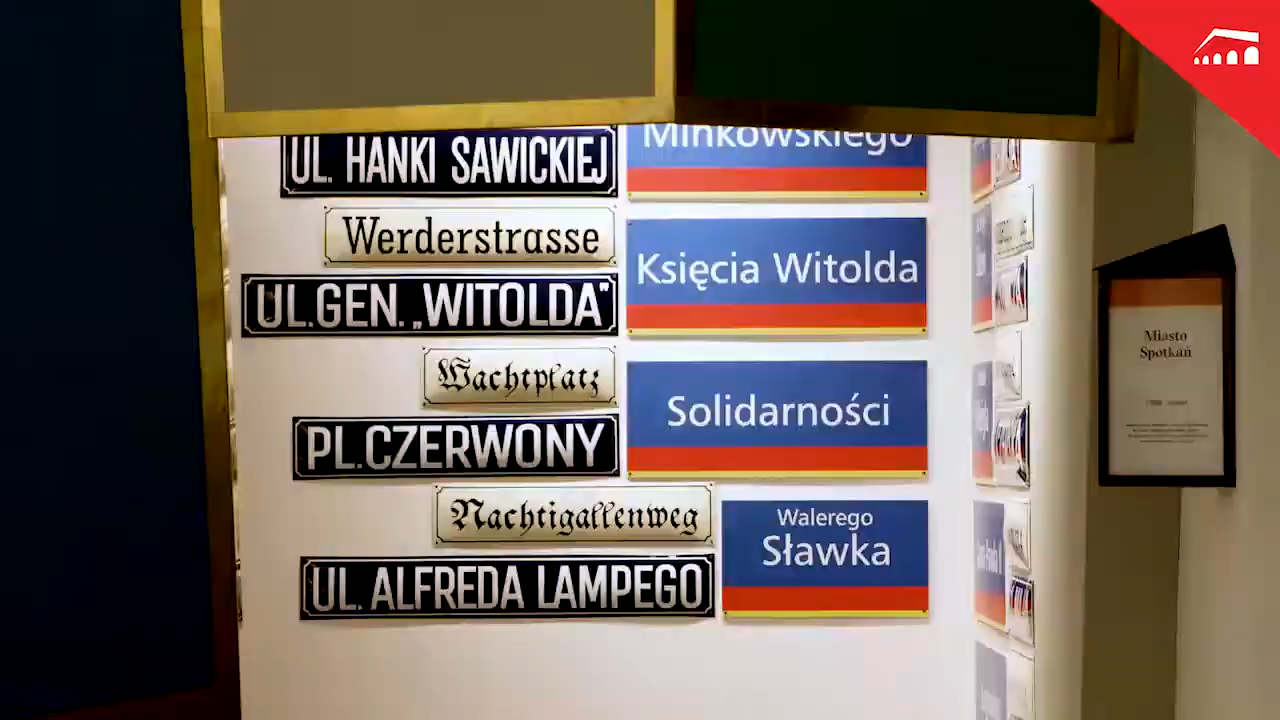 UL. HANKI SAWICKIEJ
Minkowskiego
Werderstrasse
UL.GEN. „WITOLDA"
Księcia Witolda
Wachtplatz
PL.CZERWONY
Solidarności
Nachtigallenweg
UL. ALFREDA LAMPEGO
Walerego
Sławka
Miasto
Spotkań